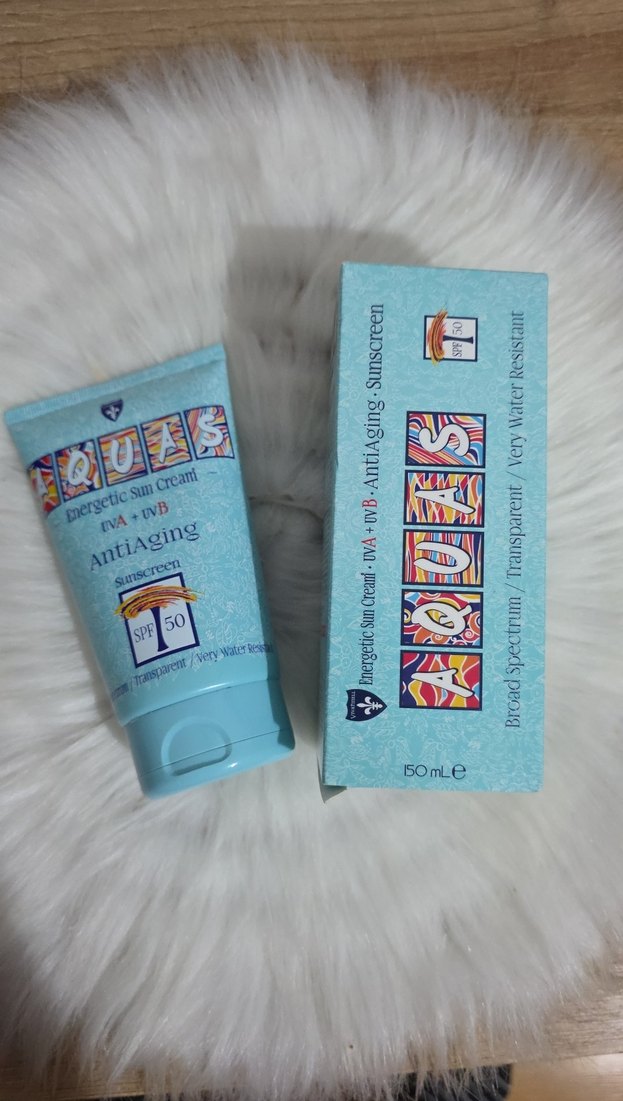 AQUAS
Energetic Sun Cream
UVA + UVB
AntiAging
Sunscreen
SPF 50
/ Transparent / Very Water Resistant
Energetic Sun Cream · UVA + UVB · AntiAging · Sunscreen
AQUAS
SPF 50
Broad Spectrum / Transparent / Very Water Resistant
150 mL e